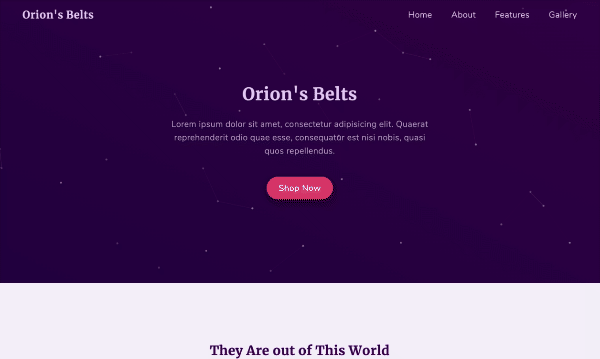 Orion's Belts
Home About Features Gallery
Orion's Belts
Lorem ipsum dolor sit amet, consectetur adipisicing elit. Quaerat
reprehenderit odio quae esse, consequatur est nisi nobis, quasi
quos repellendus.
Shop Now
They Are out of This World